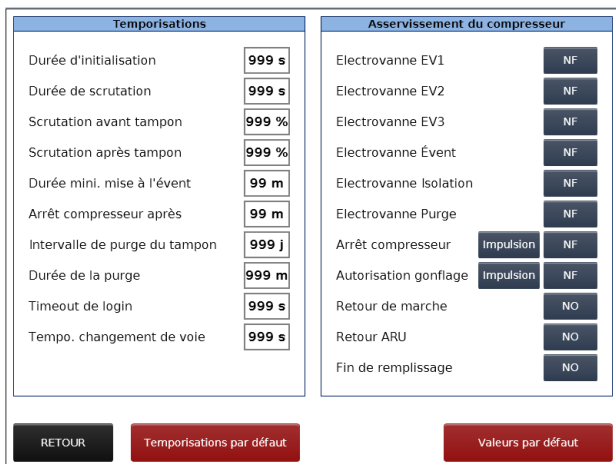 Temporisations
Durée d'initialisation 999 s
Durée de scrutation 999 s
Scrutation avant tampon 999 %
Scrutation après tampon 999 %
Durée mini. mise à l'évent 99 m
Arrêt compresseur après 99 m
Intervalle de purge du tampon 999 j
Durée de la purge 999 m
Timeout de login 999 s
Tempo. changement de voie 999 s
Asservissement du compresseur
Electrovanne EV1 NF
Electrovanne EV2 NF
Electrovanne EV3 NF
Electrovanne Évent NF
Electrovanne Isolation NF
Electrovanne Purge NF
Arrêt compresseur Impulsion NF
Autorisation gonflage Impulsion NF
Retour de marche NO
Retour ARU NO
Fin de remplissage NO
RETOUR Temporisations par défaut Valeurs par défaut